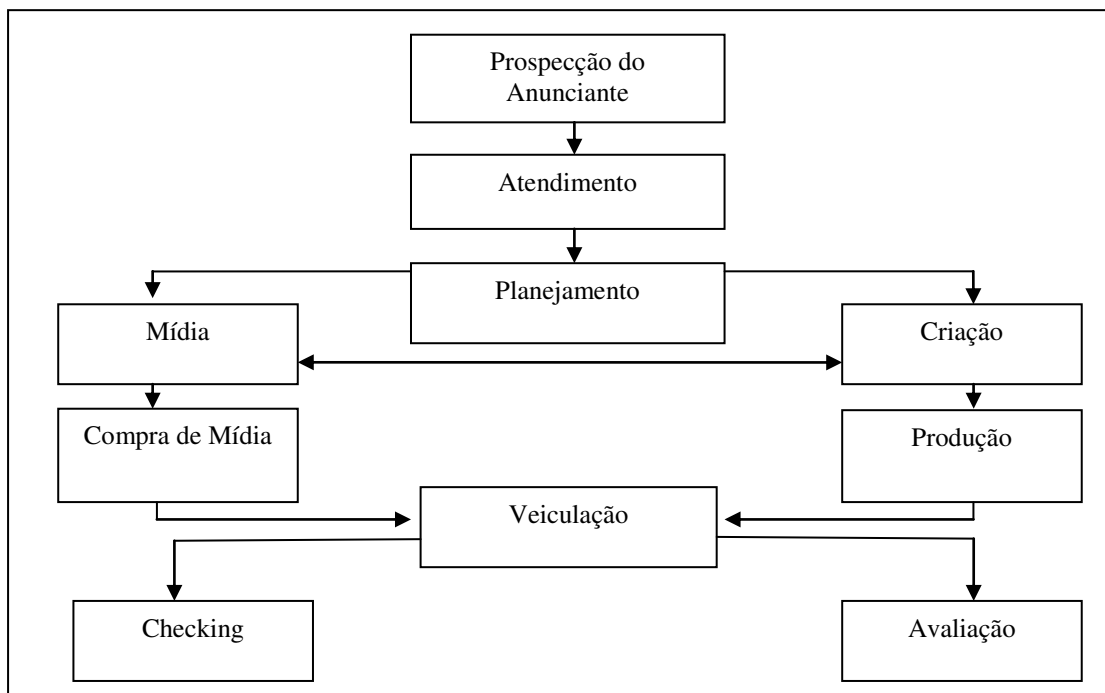 Prospecção do
Anunciante
Atendimento
Planejamento
Mídia
Criação
Compra de Mídia
Produção
Veiculação
Checking
Avaliação